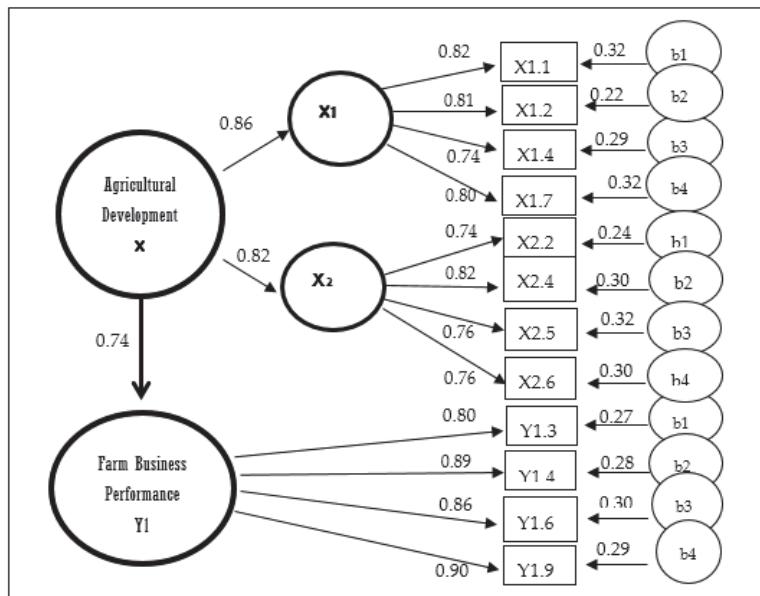 0.82
X1.1
0.32
b1
X1
0.81
X1.2
0.22
b2
0.86
0.74
X1.4
0.29
b3
Agricultural
Development
X
0.80
X1.7
0.32
b4
0.74
X2.2
0.24
b1
0.82
X2
0.82
X2.4
0.30
b2
0.76
X2.5
0.32
b3
0.74
0.76
X2.6
0.30
b4
0.80
Y1.3
0.27
b1
Farm Business
Performance
Y1
0.89
Y1.4
0.28
b2
0.86
Y1.6
0.30
b3
0.90
Y1.9
0.29
b4